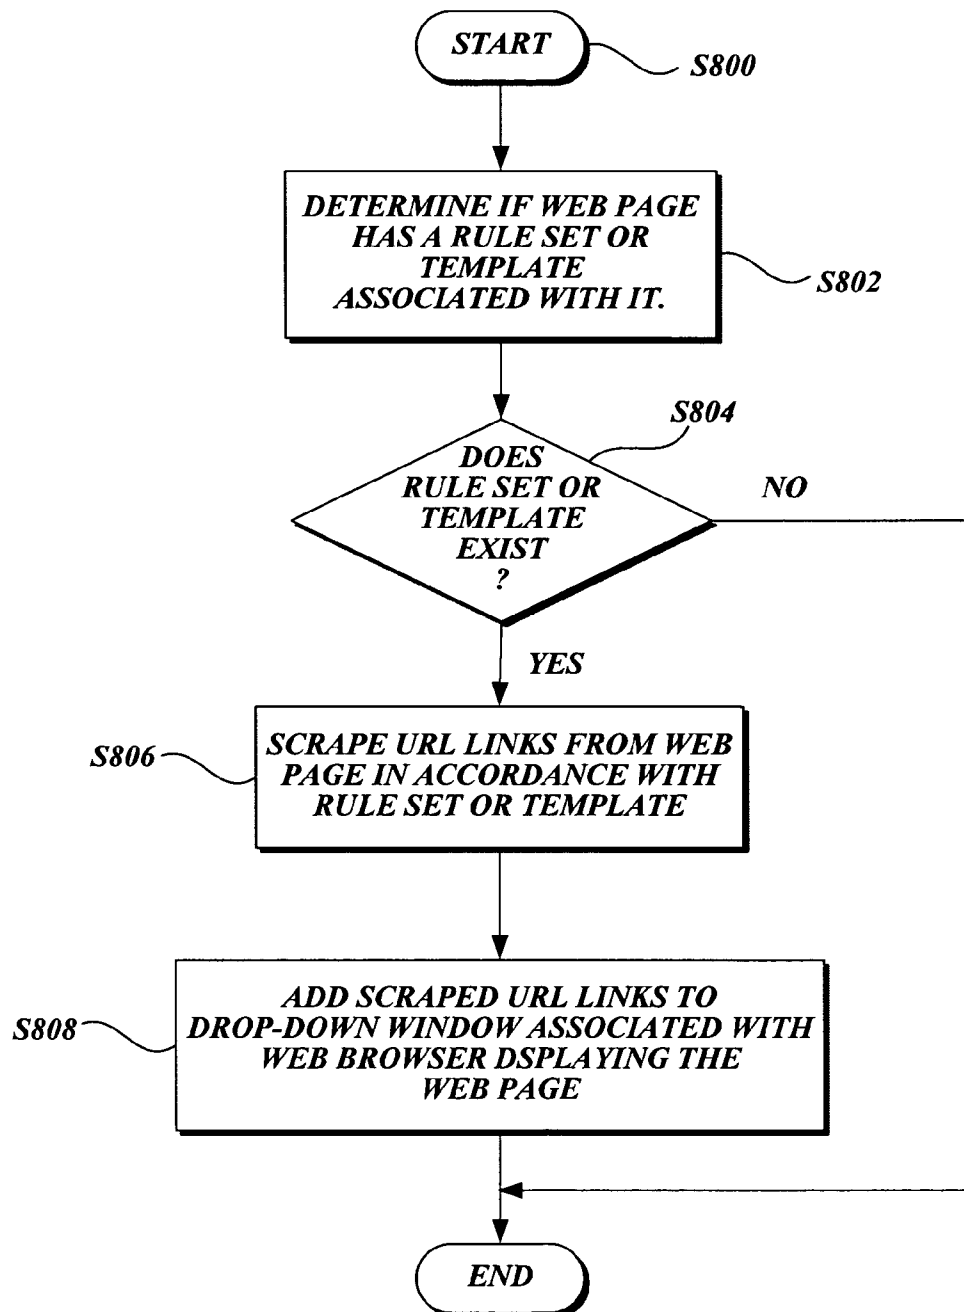 START
S800
DETERMINE IF WEB PAGE
HAS A RULE SET OR
TEMPLATE
ASSOCIATED WITH IT.
S802
S804
DOES
RULE SET OR
TEMPLATE
EXIST
?
NO
YES
S806
SCRAPE URL LINKS FROM WEB
PAGE IN ACCORDANCE WITH
RULE SET OR TEMPLATE
S808
ADD SCRAPED URL LINKS TO
DROP-DOWN WINDOW ASSOCIATED WITH
WEB BROWSER DSPLAYING THE
WEB PAGE
END